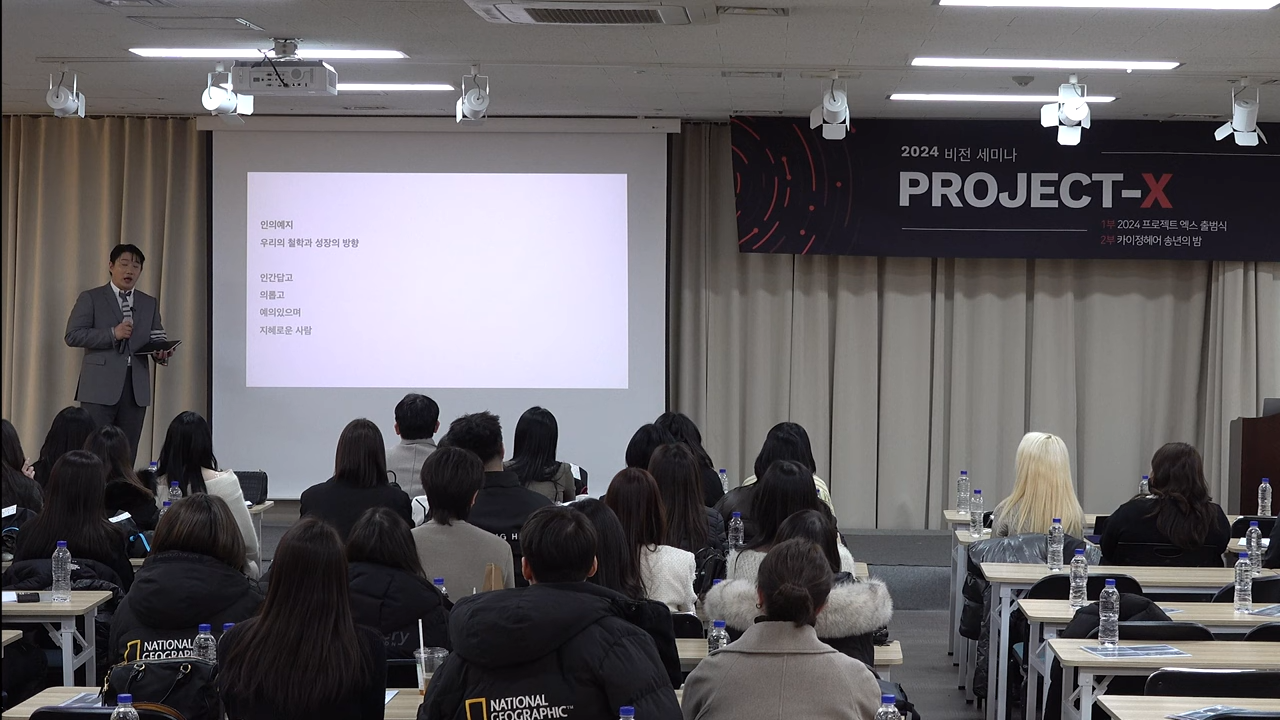 인의예지
우리의 철학과 성장의 방향
인간답고
의롭고
예의있으며
지혜로운 사람
2024 비전 세미나
PROJECT-X
1부 2024 프로젝트 엑스 출범식
2부 카이정헤어 송년의 밤
NATIONAL
GEOGRAPHIC
NATIONAL
GEOGRAPHIC™